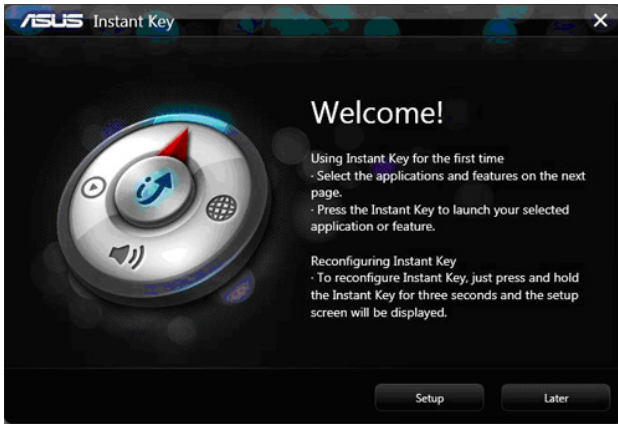 ASUS Instant Key
Welcome!
Using Instant Key for the first time
· Select the applications and features on the next
page.
· Press the Instant Key to launch your selected
application or feature.
Reconfiguring Instant Key
· To reconfigure Instant Key, just press and hold
the Instant Key for three seconds and the setup
screen will be displayed.
Setup Later